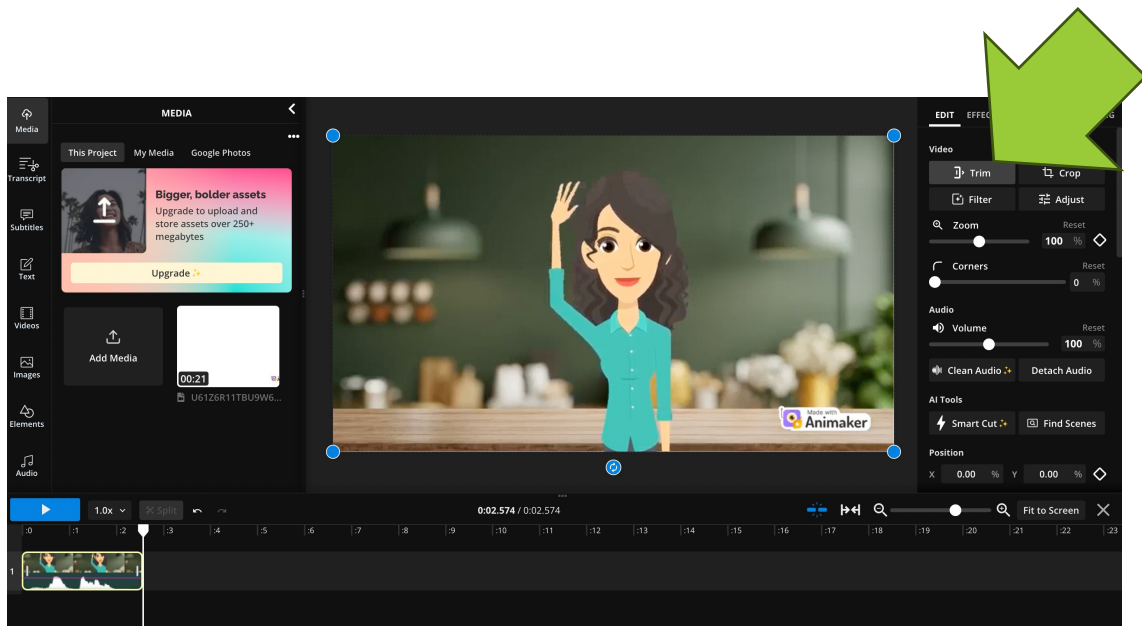 Media
Transcript
Subtitles
Text
Videos
Images
Elements
Audio
MEDIA
This Project My Media Google Photos
Bigger, bolder assets
Upgrade to upload and
store assets over 250+
megabytes
Upgrade
Add Media
00:21
U61Z6R11TBU9W6...
Made with
Animaker
EDIT EFFEC
Video
Trim Crop
Filter Adjust
Zoom Reset
100 %
Corners Reset
0 %
Audio
Volume Reset
100 %
Clean Audio Detach Audio
AI Tools
Smart Cut Find Scenes
Position
X 0.00 % Y 0.00 %
1.0x Split 0:02.574 / 0:02.574 Fit to Screen
:0 :1 :2 :3 :4 :5 :6 :7 :8 :9 :10 :11 :12 :13 :14 :15 :16 :17 :18 :19 :20 :21 :22 :23
1